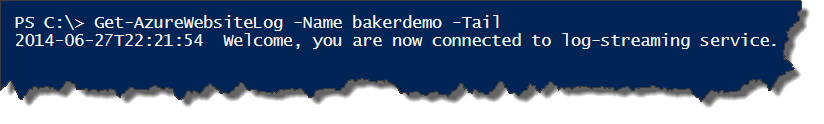 PS C:\> Get-AzureWebsiteLog -Name bakerdemo -Tail
2014-06-27T22:21:54  Welcome, you are now connected to log-streaming service.